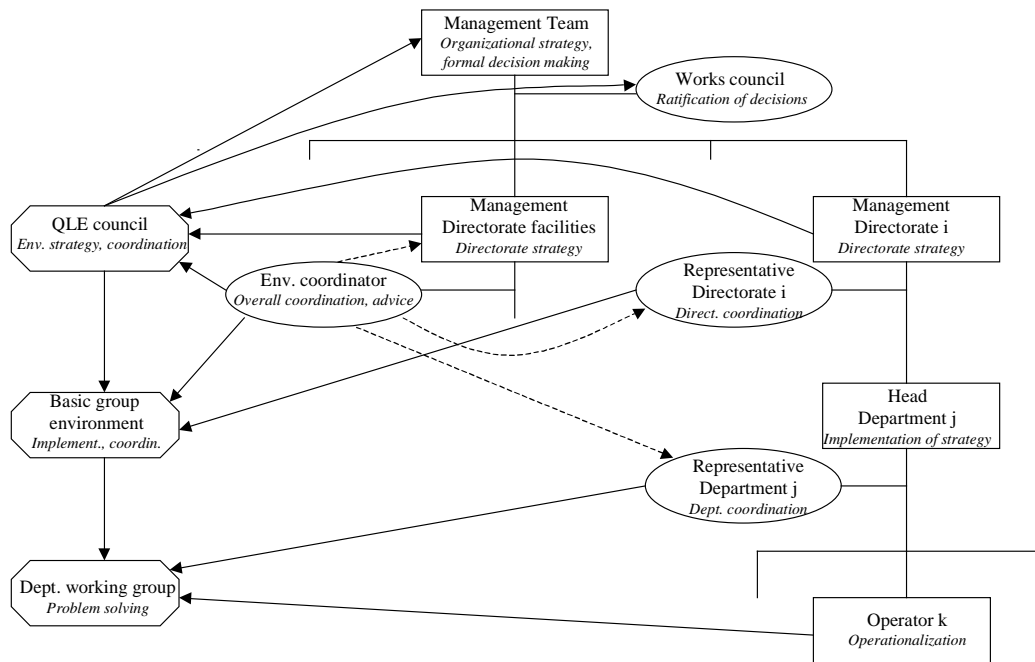 Management Team
Organizational strategy,
formal decision making
Works council
Ratification of decisions
QLE council
Env. strategy, coordination
Management
Directorate facilities
Directorate strategy
Management
Directorate i
Directorate strategy
Env. coordinator
Overall coordination, advice
Representative
Directorate i
Direct. coordination
Basic group
environment
Implement., coordin.
Head
Department j
Implementation of strategy
Representative
Department j
Dept. coordination
Dept. working group
Problem solving
Operator k
Operationalization